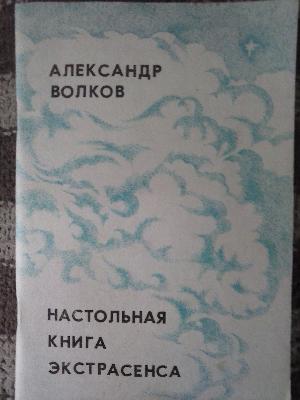 АЛЕКСАНДР
ВОЛКОВ
НАСТОЛЬНАЯ
КНИГА
ЭКСТРАСЕНСА